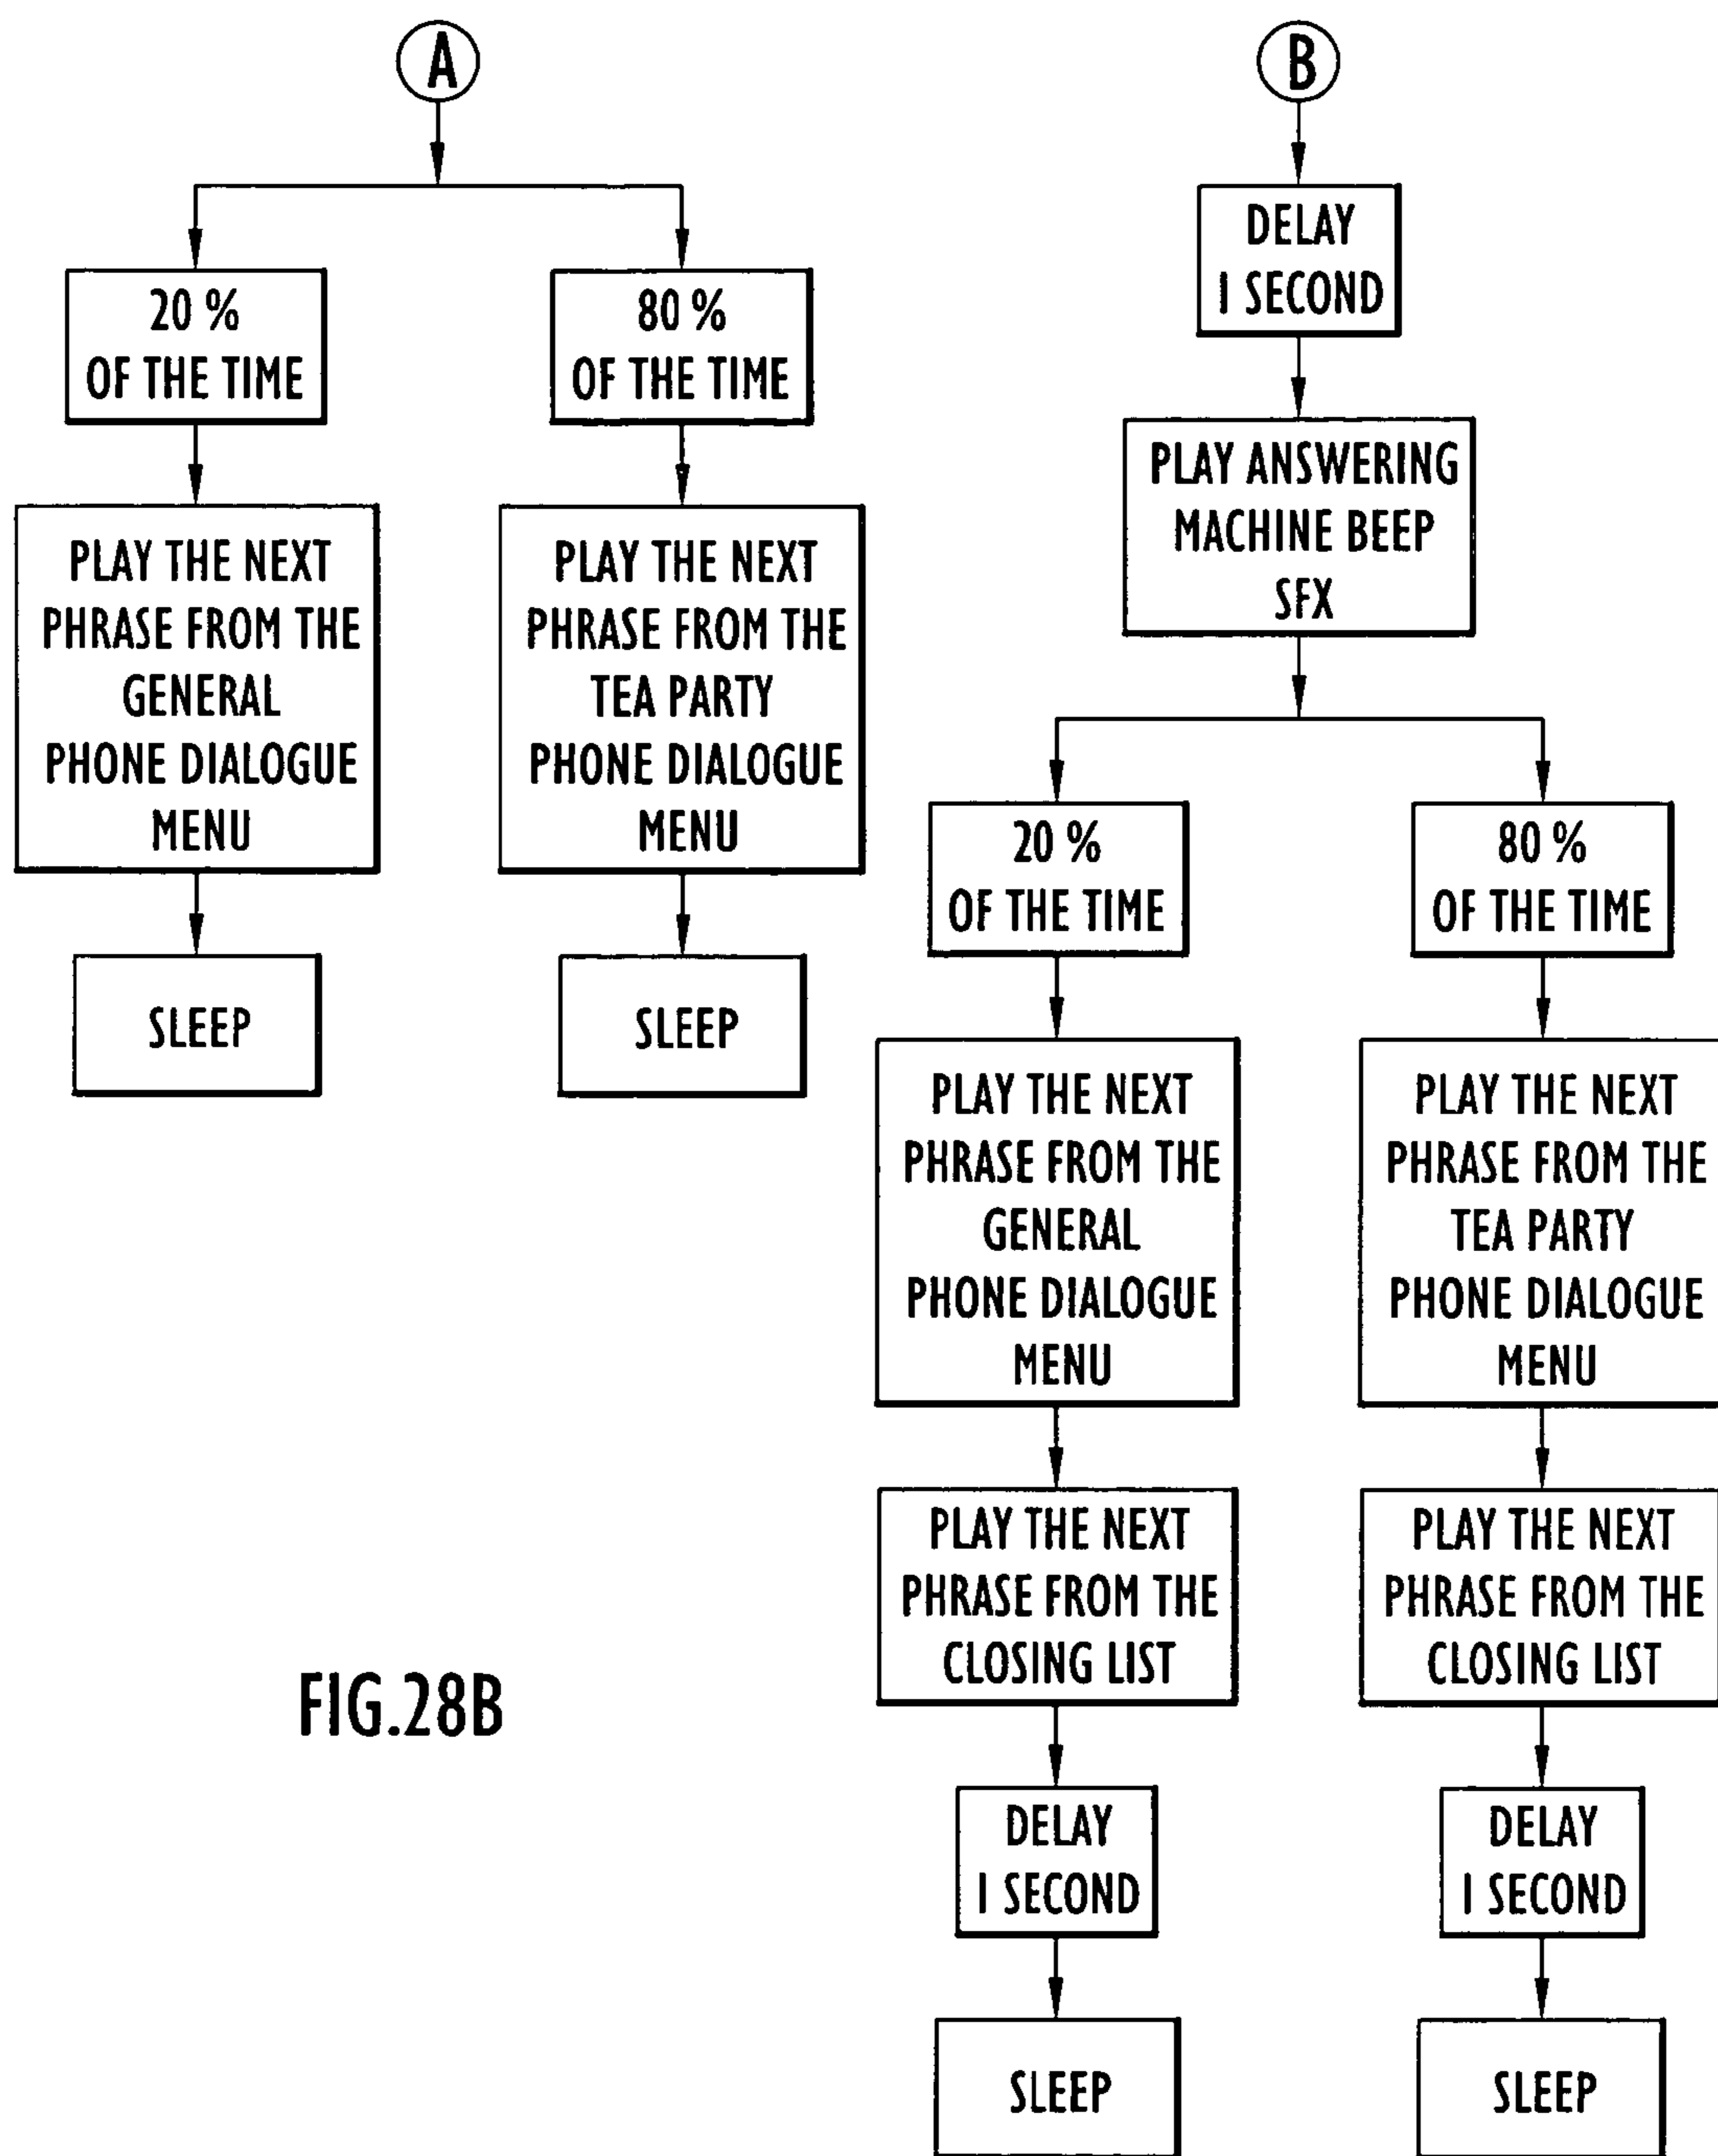 A
20 %
OF THE TIME
PLAY THE NEXT
PHRASE FROM THE
GENERAL
PHONE DIALOGUE
MENU
SLEEP
80 %
OF THE TIME
PLAY THE NEXT
PHRASE FROM THE
TEA PARTY
PHONE DIALOGUE
MENU
SLEEP
B
DELAY
1 SECOND
PLAY ANSWERING
MACHINE BEEP
SFX
20 %
OF THE TIME
PLAY THE NEXT
PHRASE FROM THE
GENERAL
PHONE DIALOGUE
MENU
PLAY THE NEXT
PHRASE FROM THE
CLOSING LIST
DELAY
1 SECOND
SLEEP
80 %
OF THE TIME
PLAY THE NEXT
PHRASE FROM THE
TEA PARTY
PHONE DIALOGUE
MENU
PLAY THE NEXT
PHRASE FROM THE
CLOSING LIST
DELAY
1 SECOND
SLEEP
FIG.28B